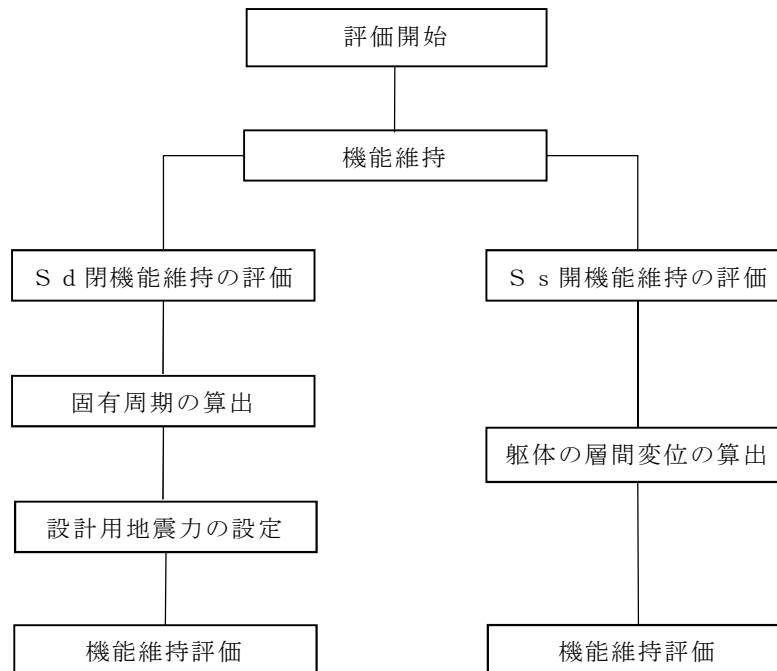 評価開始
機能維持
Ｓｄ閉機能維持の評価
Ｓｓ開機能維持の評価
固有周期の算出
躯体の層間変位の算出
設計用地震力の設定
機能維持評価
機能維持評価